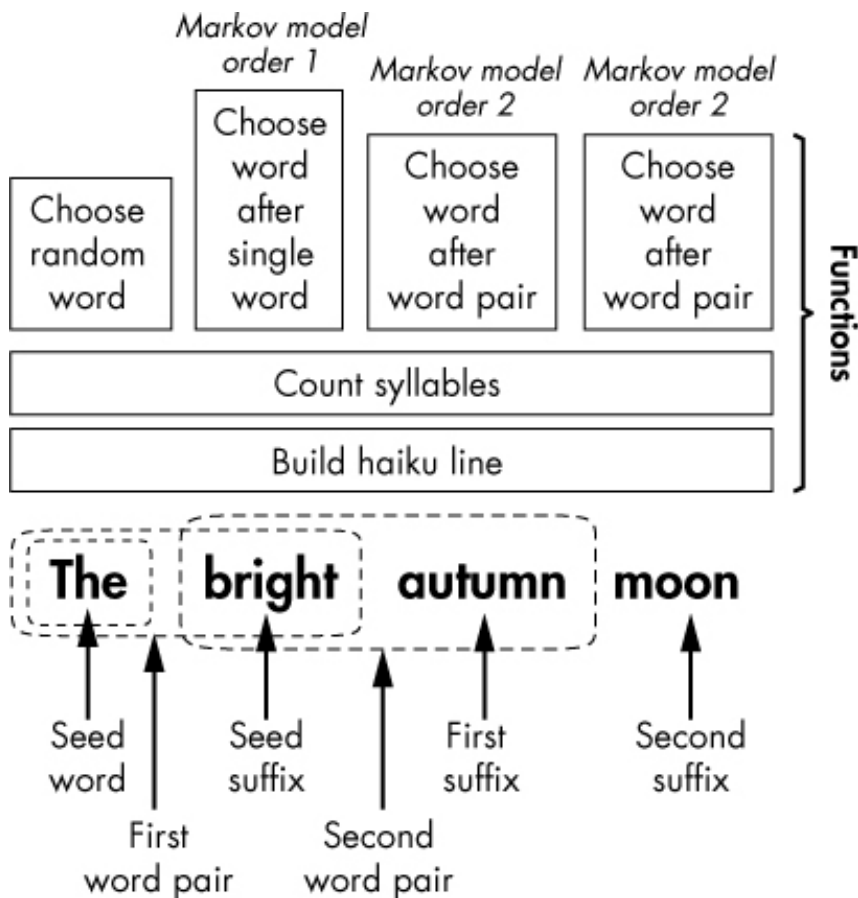 Markov model
order 1
Markov model
order 2
Markov model
order 2
Choose
random
word
Choose
word
after
single
word
Choose
word
after
word pair
Choose
word
after
word pair
Functions
Count syllables
Build haiku line
The bright autumn moon
Seed
word
Seed
suffix
First
suffix
Second
suffix
First
word pair
Second
word pair